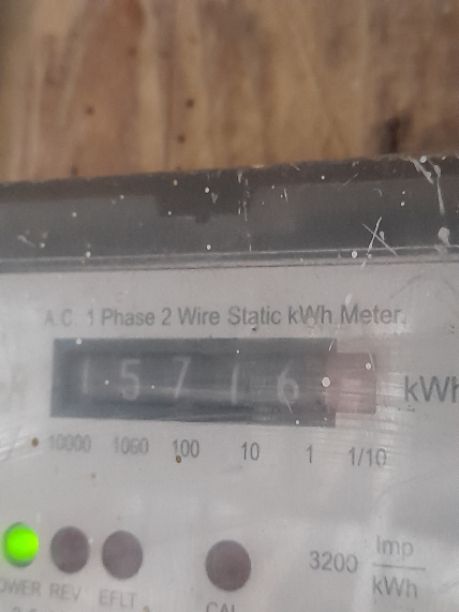 A.C. 1 Phase 2 Wire Static kWh Meter.
1 5 7 1 6 kWh
10000 1000 100 10 1 1/10
POWER REV EFLT CAL 3200 Imp
kWh